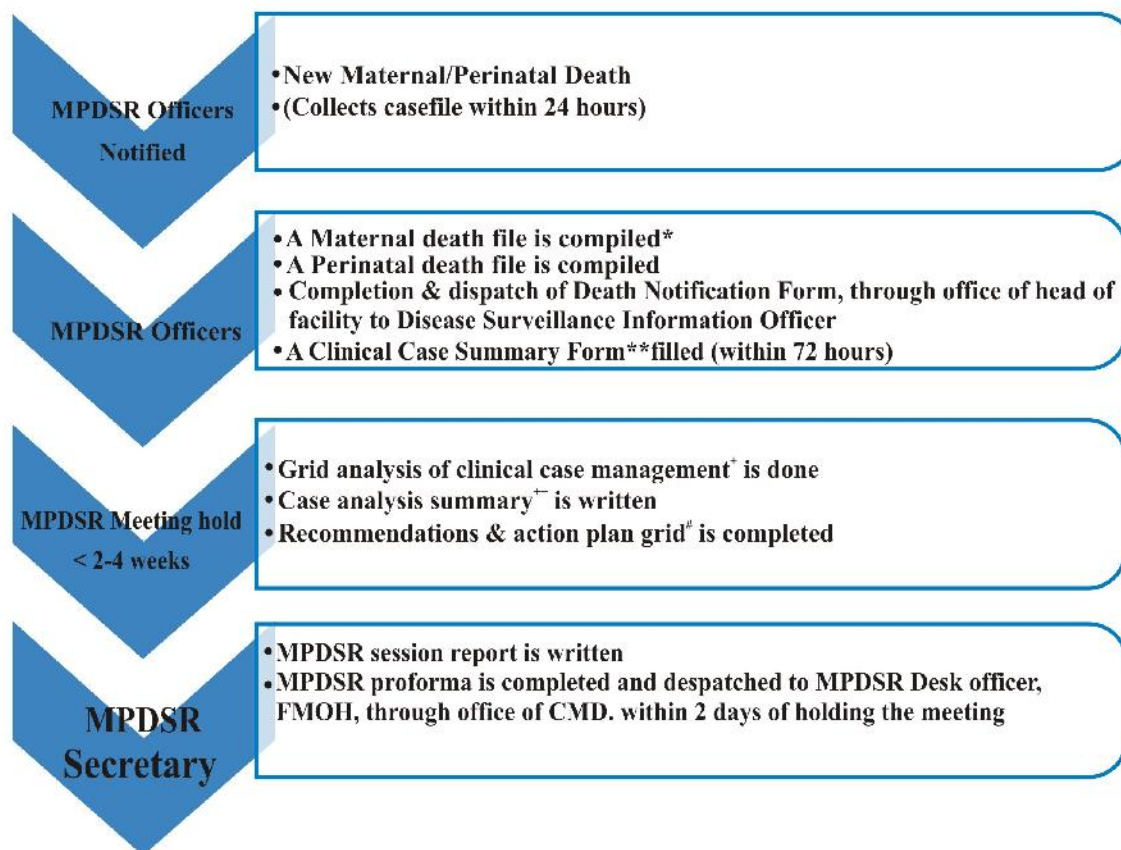 MPDSR Officers
Notified
•New Maternal/Perinatal Death
•(Collects casefile within 24 hours)
MPDSR Officers
•A Maternal death file is compiled*
•A Perinatal death file is compiled
•Completion & dispatch of Death Notification Form, through office of head of
facility to Disease Surveillance Information Officer
•A Clinical Case Summary Form**filled (within 72 hours)
MPDSR Meeting hold
< 2-4 weeks
•Grid analysis of clinical case management⁺ is done
•Case analysis summary⁺⁻ is written
•Recommendations & action plan grid# is completed
MPDSR
Secretary
•MPDSR session report is written
•MPDSR proforma is completed and despatched to MPDSR Desk officer,
FMOH, through office of CMD. within 2 days of holding the meeting